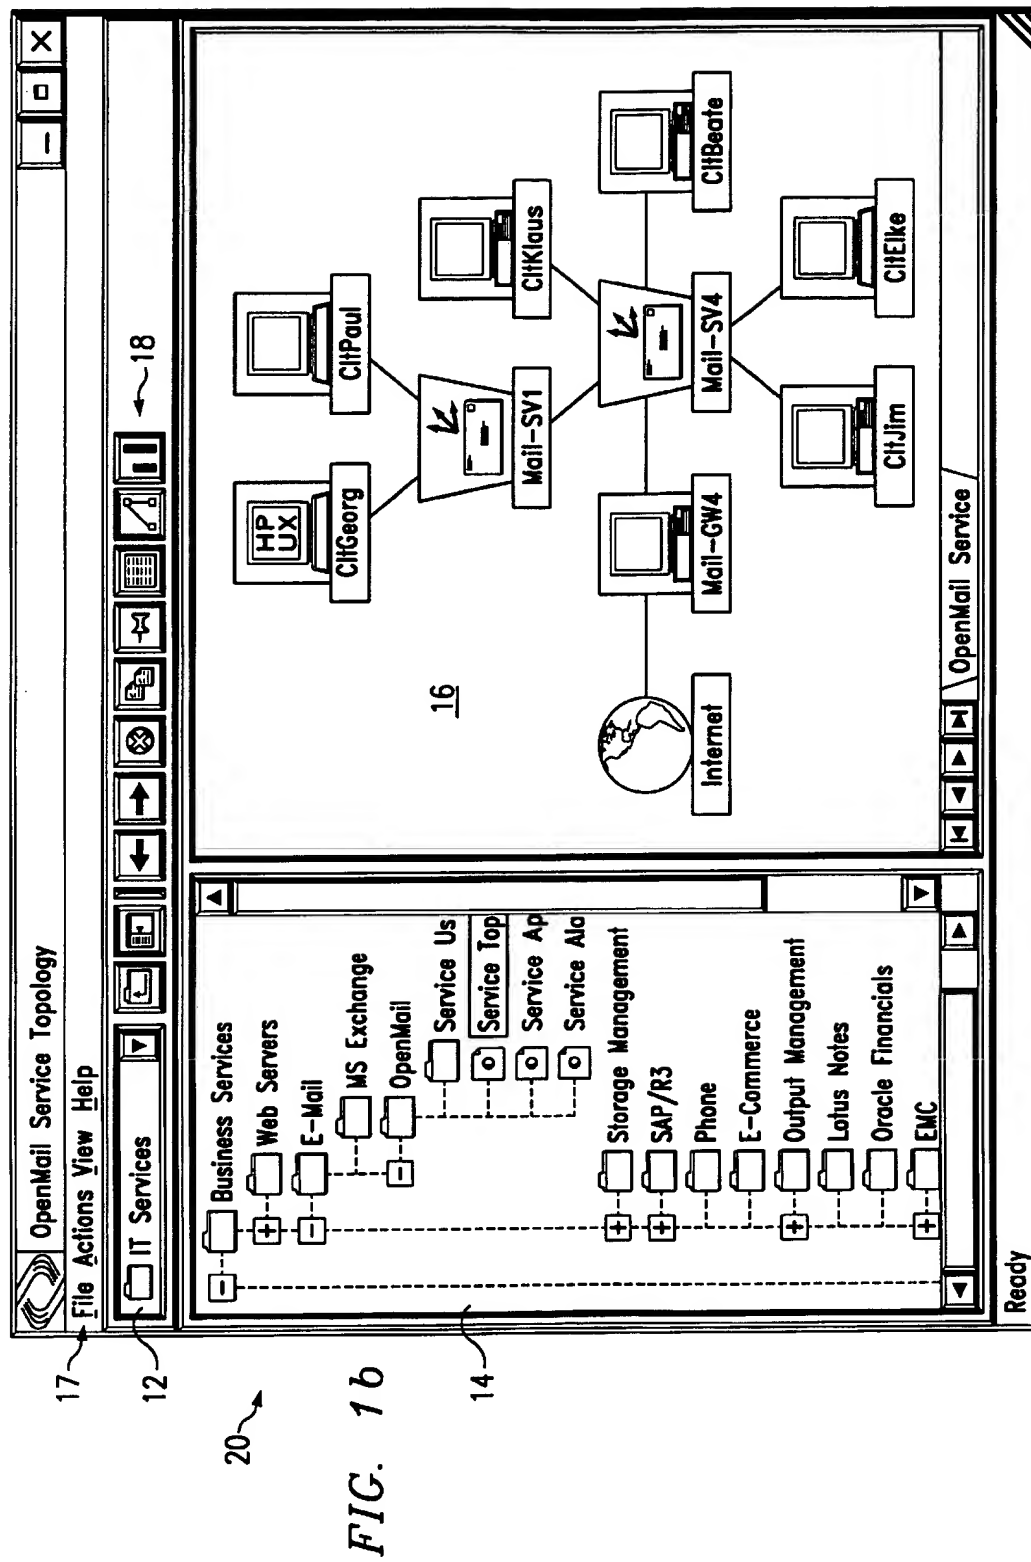 OpenMail Service Topology
17
File Actions View Help
12
IT Services
18
20
FIG. 1b
14
Business Services
Web Servers
E-Mail
MS Exchange
OpenMail
Service Us
Service Top
Service Ap
Service Ala
Storage Management
SAP/R3
Phone
E-Commerce
Output Management
Lotus Notes
Oracle Financials
EMC
16
HP
UX
CltGeorg
CltPaul
Mail-SV1
CltKlaus
Internet
Mail-GW4
Mail-SV4
CltBeate
CltJim
CltElke
OpenMail Service
Ready